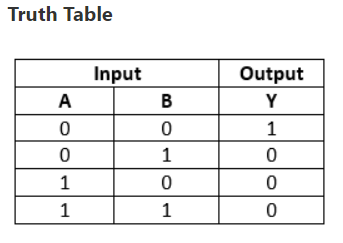 Truth Table
Input Output
A B Y
0 0 1
0 1 0
1 0 0
1 1 0